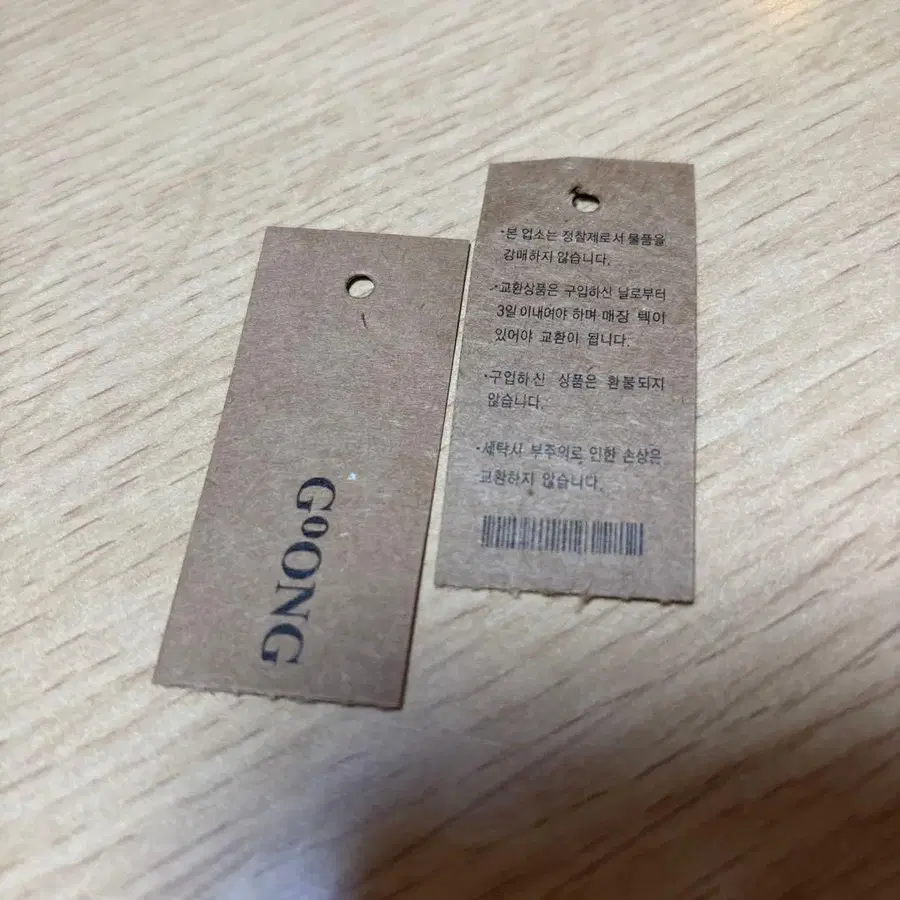 GoONG
·본 입소는 정찰제로서 물품을
강매하지 않습니다.
·교환상품은 구입하신 날로부터
3일 이내여야 하며 매장 텍이
있어야 교환이 됩니다.
·구입하신 상품은 환불되지
않습니다.
·세탁시 부주의로 인한 손상은
교환하지 않습니다.